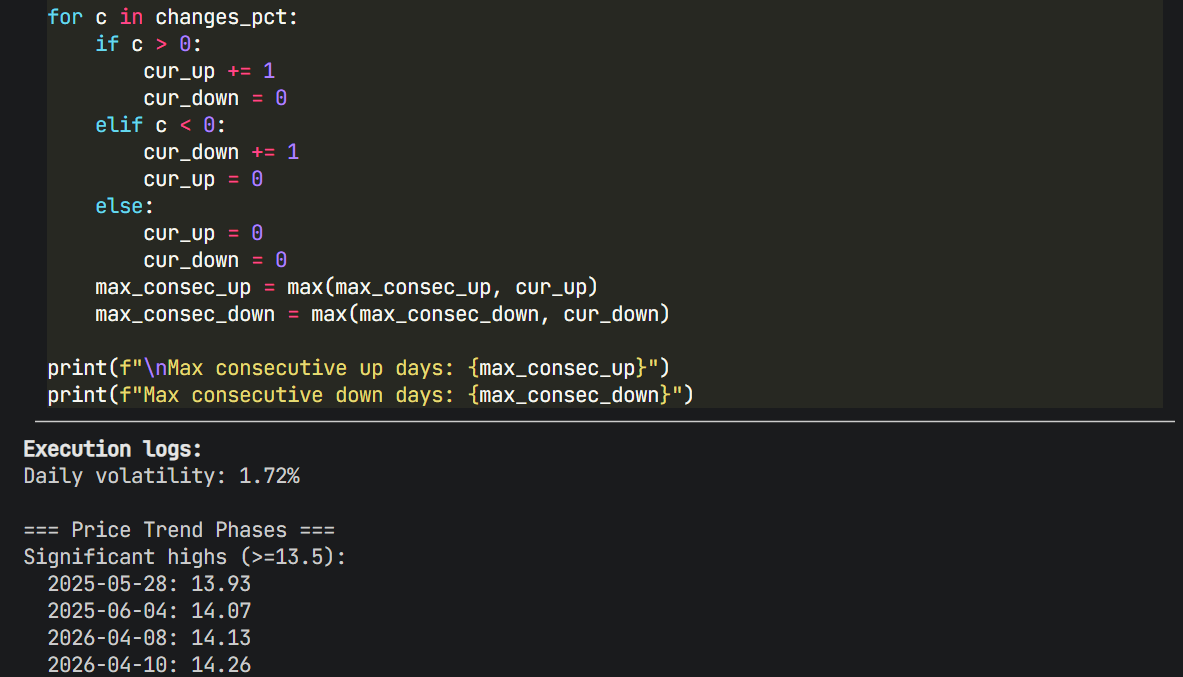 for c in changes_pct:
    if c > 0:
        cur_up += 1
        cur_down = 0
    elif c < 0:
        cur_down += 1
        cur_up = 0
    else:
        cur_up = 0
        cur_down = 0
    max_consec_up = max(max_consec_up, cur_up)
    max_consec_down = max(max_consec_down, cur_down)

print(f"\nMax consecutive up days: {max_consec_up}")
print(f"Max consecutive down days: {max_consec_down}")
Execution logs:
Daily volatility: 1.72%

=== Price Trend Phases ===
Significant highs (>=13.5):
  2025-05-28: 13.93
  2025-06-04: 14.07
  2026-04-08: 14.13
  2026-04-10: 14.26